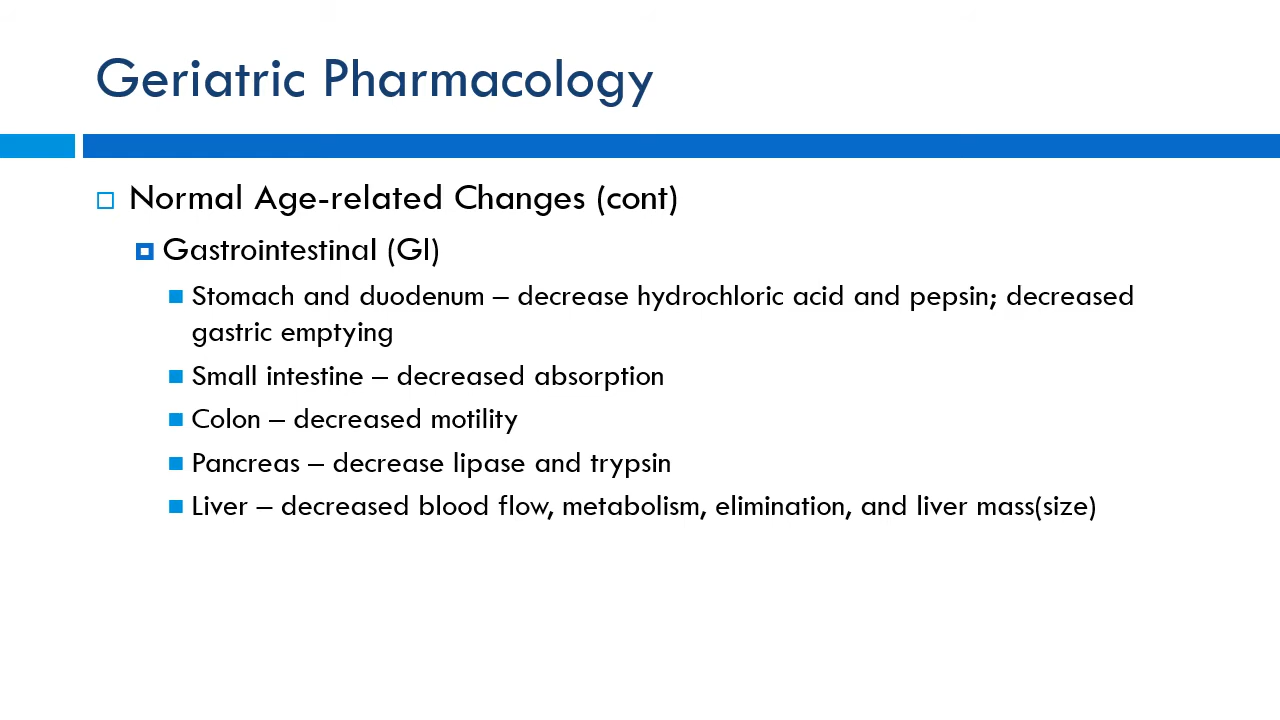 Geriatric Pharmacology
Normal Age-related Changes (cont)
Gastrointestinal (GI)
Stomach and duodenum – decrease hydrochloric acid and pepsin; decreased
gastric emptying
Small intestine – decreased absorption
Colon – decreased motility
Pancreas – decrease lipase and trypsin
Liver – decreased blood flow, metabolism, elimination, and liver mass(size)